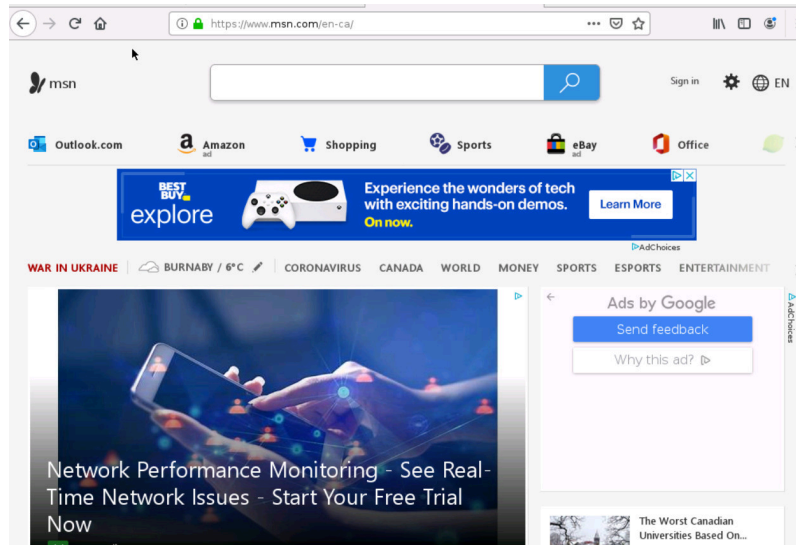 https://www.msn.com/en-ca/
msn
Sign in
EN
Outlook.com
Amazon
ad
Shopping
Sports
eBay
ad
Office
BEST
BUY
explore
Experience the wonders of tech
with exciting hands-on demos.
On now.
Learn More
AdChoices
WAR IN UKRAINE
BURNABY / 6°C
CORONAVIRUS
CANADA
WORLD
MONEY
SPORTS
ESPORTS
ENTERTAINMENT
Network Performance Monitoring - See Real-
Time Network Issues - Start Your Free Trial
Now
Ads by Google
Send feedback
Why this ad?
AdChoices
The Worst Canadian
Universities Based On...